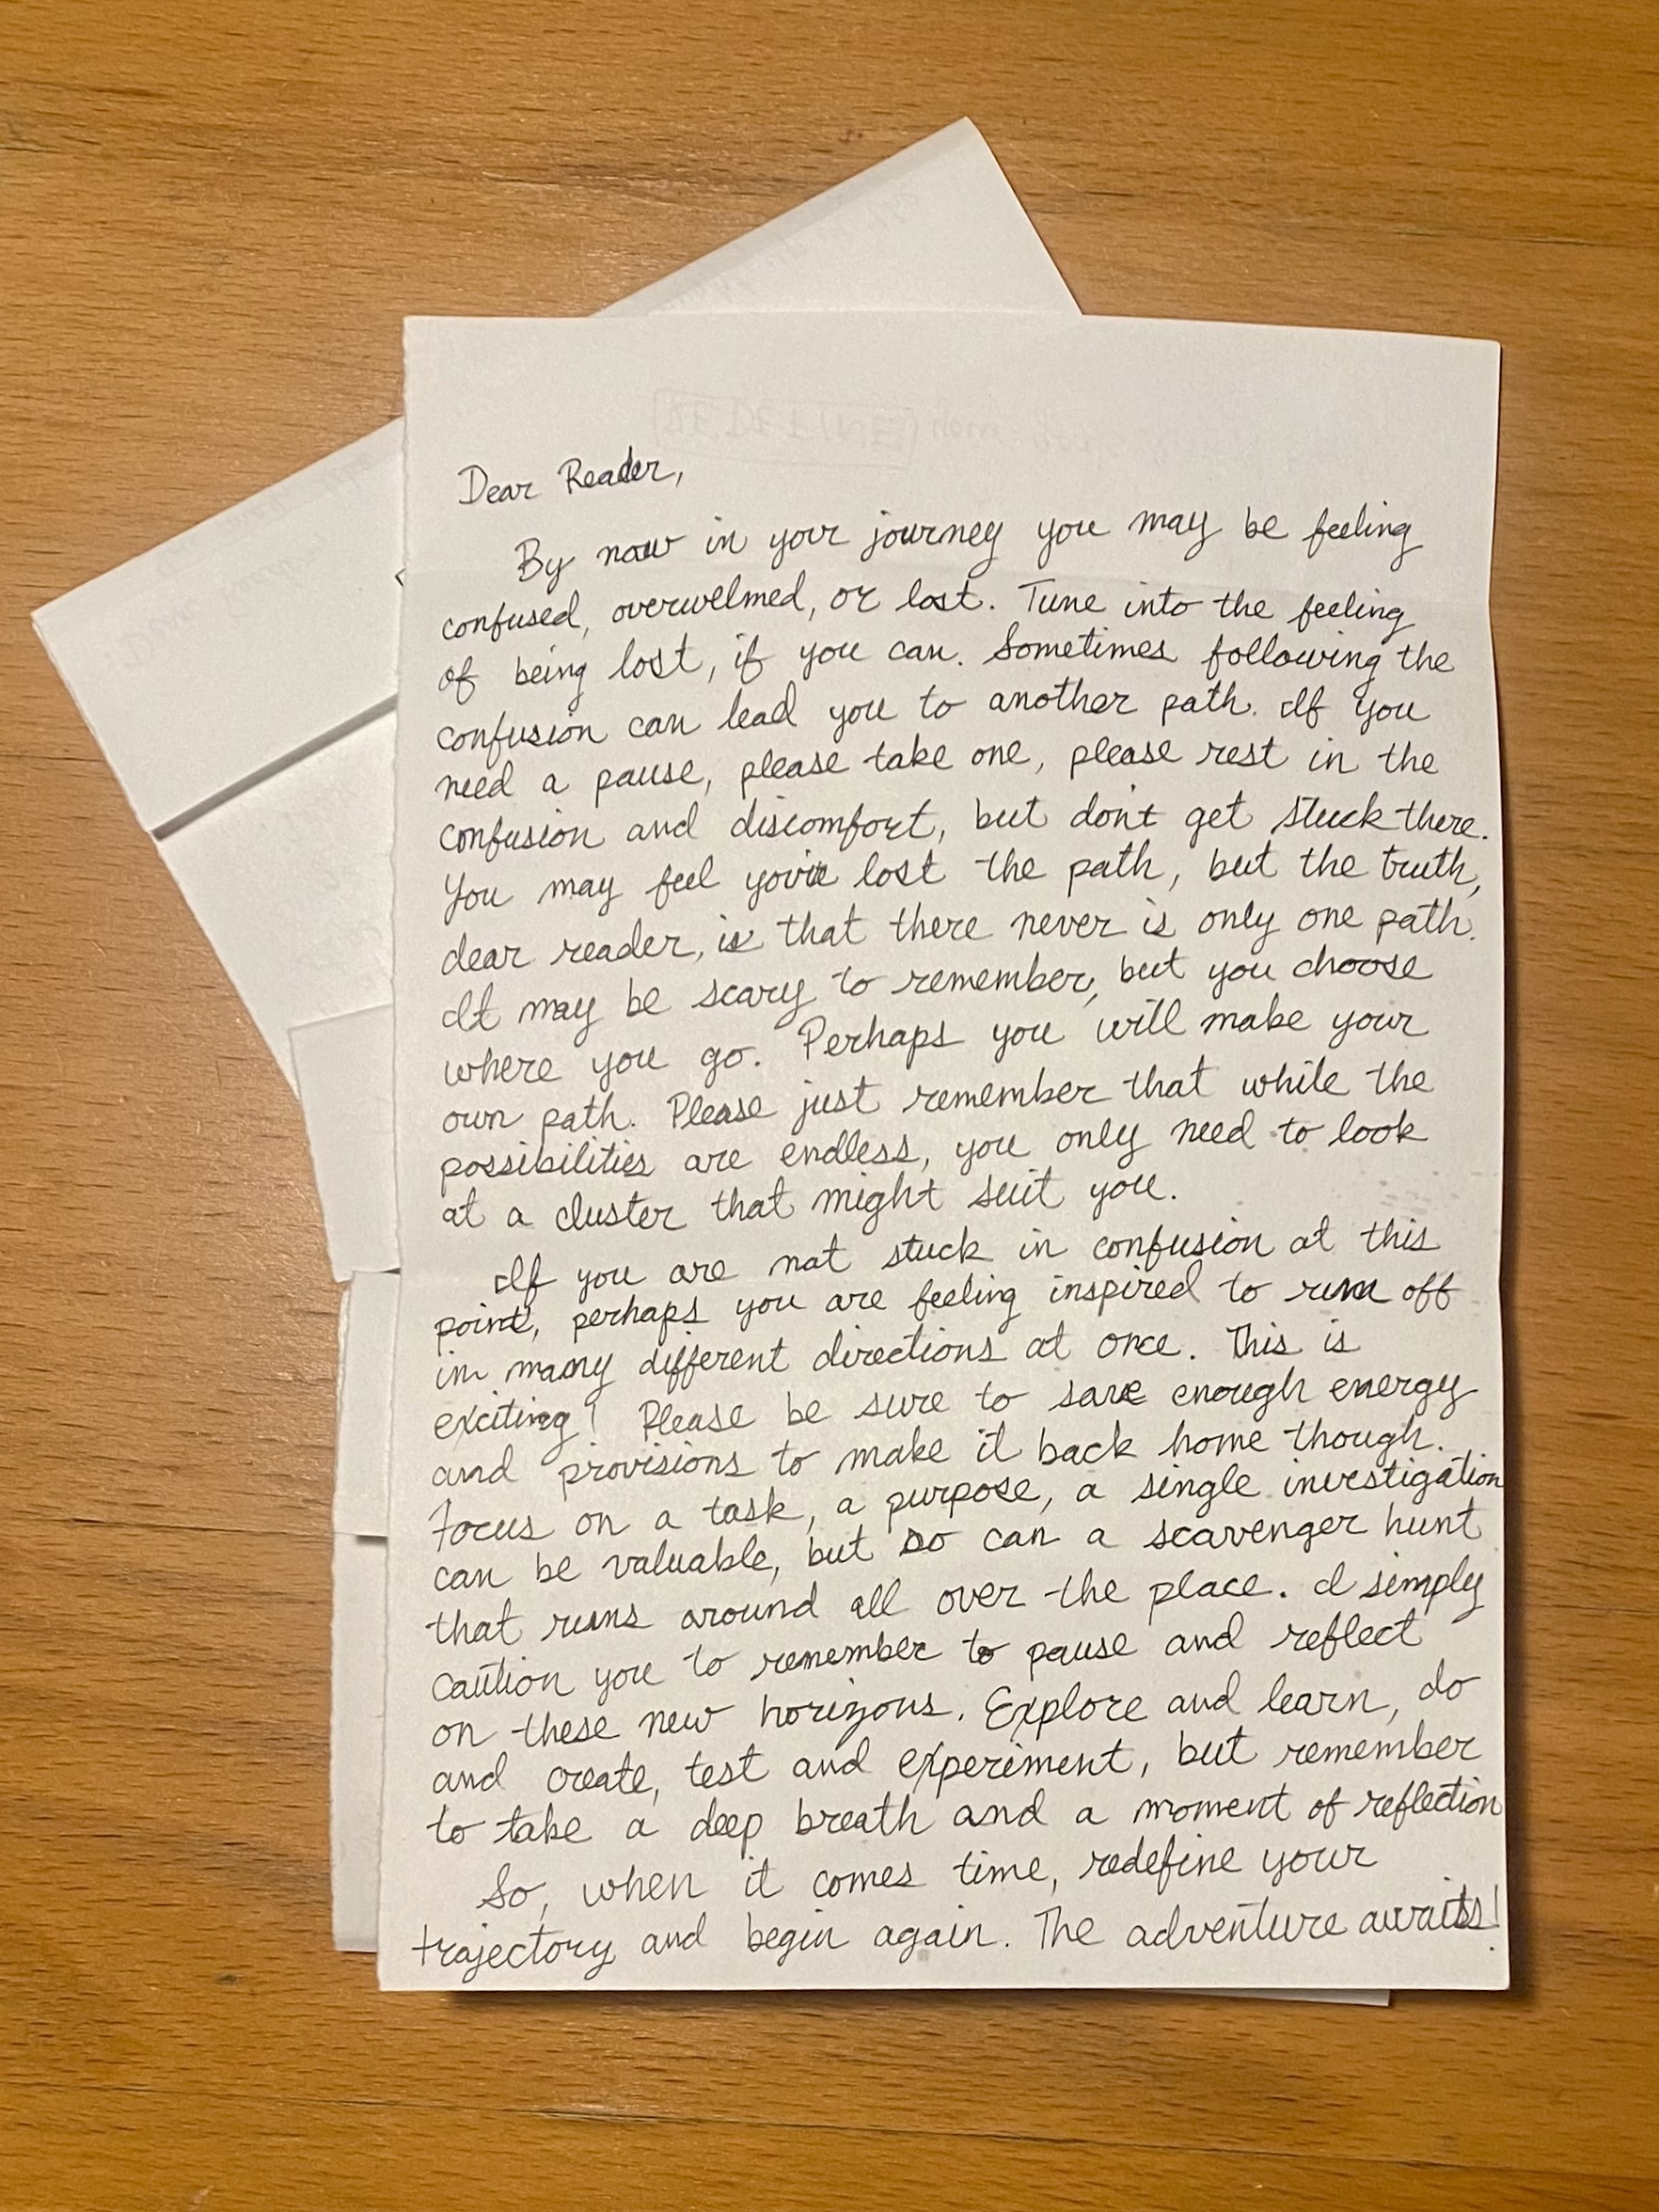 Dear Reader,
By now in your journey you may be feeling
confused, overwelmed, or lost. Tune into the feeling
of being lost, if you can. Sometimes following the
confusion can lead you to another path. If you
need a pause, please take one, please rest in the
confusion and discomfort, but don't get stuck there.
You may feel you've lost the path, but the truth,
dear reader, is that there never is only one path.
It may be scary to remember, but you choose
where you go. Perhaps you will make your
own path. Please just remember that while the
possibilities are endless, you only need to look
at a cluster that might suit you.
If you are not stuck in confusion at this
point, perhaps you are feeling inspired to run off
in many different directions at once. This is
exciting! Please be sure to save enough energy
and provisions to make it back home though.
Focus on a task, a purpose, a single investigation
can be valuable, but so can a scavenger hunt
that runs around all over the place. I simply
caution you to remember to pause and reflect
on these new horizons. Explore and learn, do
and create, test and experiment, but remember
to take a deep breath and a moment of reflection
So, when it comes time, redefine your
trajectory and begin again. The adventure awaits!